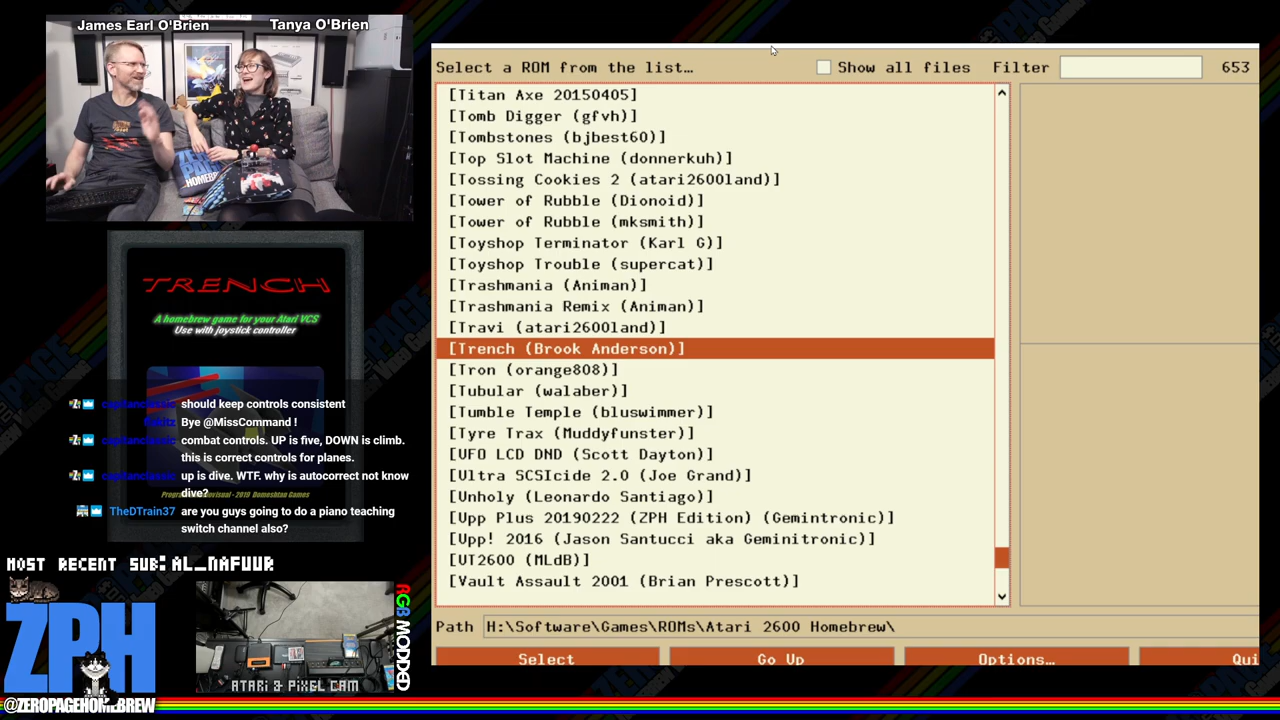 James Earl O'Brien
Tanya O'Brien
TRENCH
A homebrew game for your Atari VCS
Use with joystick controller
should keep controls consistent
Bye @MissCommand !
combat controls. UP is five, DOWN is climb.
this is correct controls for planes.
up is dive. WTF. why is autocorrect not know
dive?
TheDTrain37 are you guys going to do a piano teaching
switch channel also?
MOST RECENT SUB: AL_NAFUUR
ZPH
@ZEROPAGEHOMEBREW
RGB MODDED
ATARI & PIXEL CAM
Select a ROM from the list…
Show all files
Filter
653
[Titan Axe 20150405]
[Tomb Digger (gfvh)]
[Tombstones (bjbest60)]
[Top Slot Machine (donnerkuh)]
[Tossing Cookies 2 (atari2600land)]
[Tower of Rubble (Dionoid)]
[Tower of Rubble (mksmith)]
[Toyshop Terminator (Karl G)]
[Toyshop Trouble (supercat)]
[Trashmania (Animan)]
[Trashmania Remix (Animan)]
[Travi (atari2600land)]
[Trench (Brook Anderson)]
[Tron (orange808)]
[Tubular (walaber)]
[Tumble Temple (bluswimmer)]
[Tyre Trax (Muddyfunster)]
[UFO LCD DND (Scott Dayton)]
[Ultra SCSIcide 2.0 (Joe Grand)]
[Unholy (Leonardo Santiago)]
[Upp Plus 20190222 (ZPH Edition) (Gemintronic)]
[Upp! 2016 (Jason Santucci aka Geminitronic)]
[VT2600 (MLdB)]
[Vault Assault 2001 (Brian Prescott)]
Path H:\Software\Games\ROMs\Atari 2600 Homebrew\
Select
Go Up
Options…
Qui